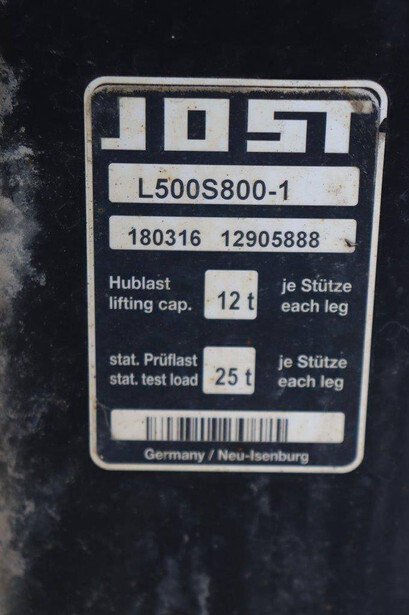 JOST
L500S800-1
180316 12905888
Hublast je Stütze
lifting cap. 12 t each leg
stat. Prüflast je Stütze
stat. test load 25 t each leg
Germany / Neu-Isenburg